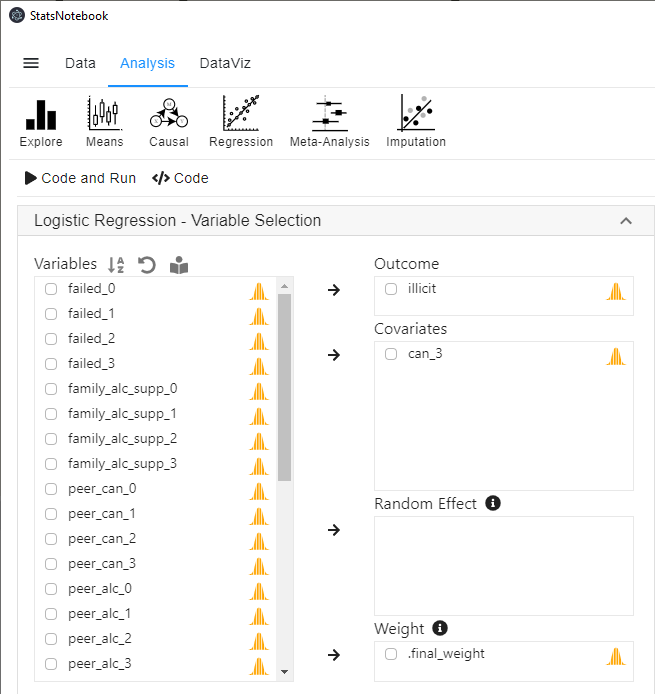 StatsNotebook
Data Analysis DataViz
Explore Means Causal Regression Meta-Analysis Imputation
Code and Run Code
Logistic Regression - Variable Selection
Variables
failed_0
failed_1
failed_2
failed_3
family_alc_supp_0
family_alc_supp_1
family_alc_supp_2
family_alc_supp_3
peer_can_0
peer_can_1
peer_can_2
peer_can_3
peer_alc_0
peer_alc_1
peer_alc_2
peer_alc_3
Outcome
illicit
Covariates
can_3
Random Effect
Weight
.final_weight